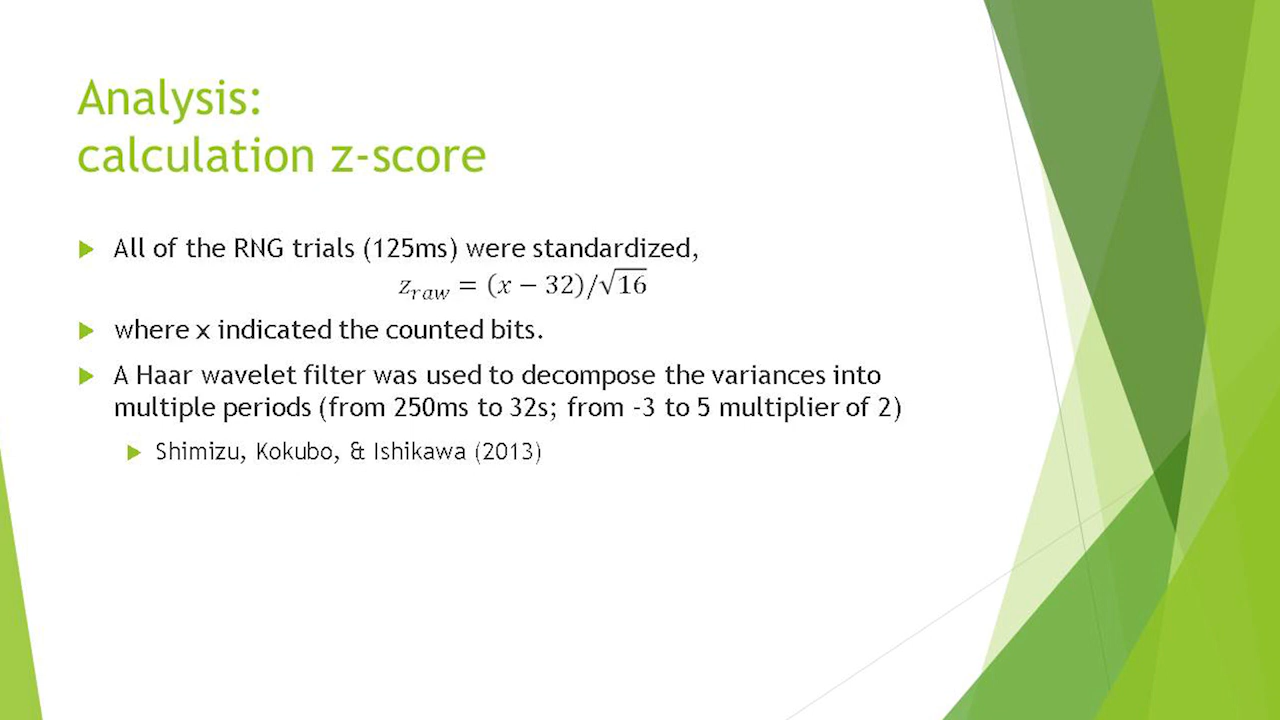 Analysis:
calculation z-score
All of the RNG trials (125ms) were standardized,
z_raw = (x − 32)/√16
where x indicated the counted bits.
A Haar wavelet filter was used to decompose the variances into
multiple periods (from 250ms to 32s; from -3 to 5 multiplier of 2)
Shimizu, Kokubo, & Ishikawa (2013)